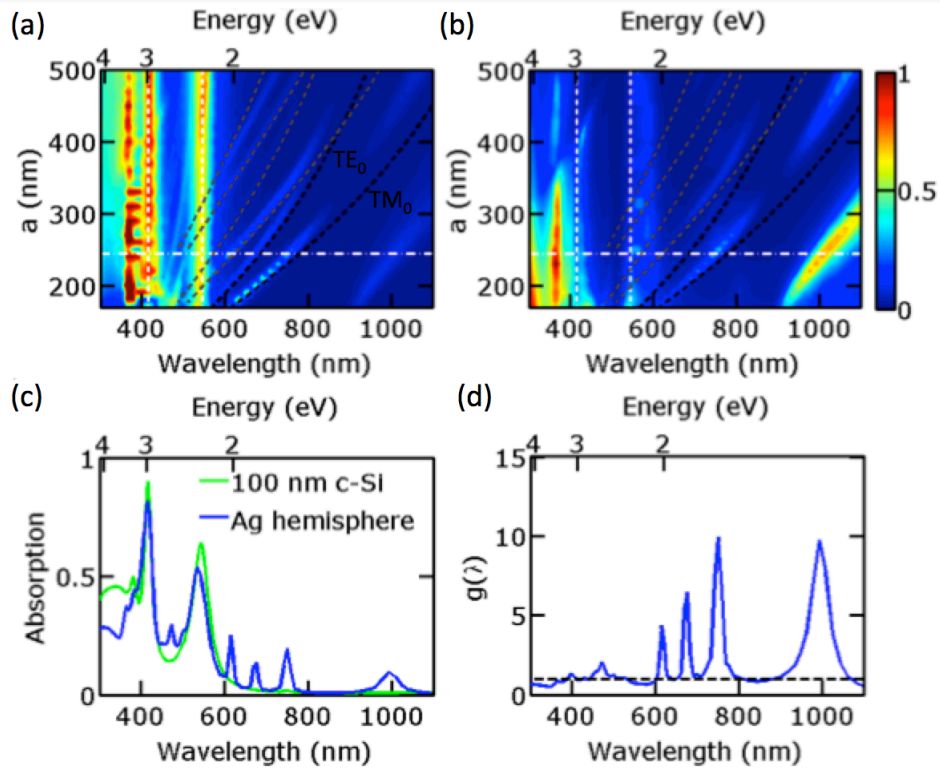 (a)
Energy (eV)
4 3 2
a (nm)
500
400
300
200
TE0
TM0
400 600 800 1000
Wavelength (nm)
(b)
Energy (eV)
4 3 2
a (nm)
500
400
300
200
400 600 800 1000
Wavelength (nm)
1
0.5
0
(c)
Energy (eV)
4 3 2
Absorption
1
0.5
0
100 nm c-Si
Ag hemisphere
400 600 800 1000
Wavelength (nm)
(d)
Energy (eV)
4 3 2
g(λ)
15
10
5
0
400 600 800 1000
Wavelength (nm)